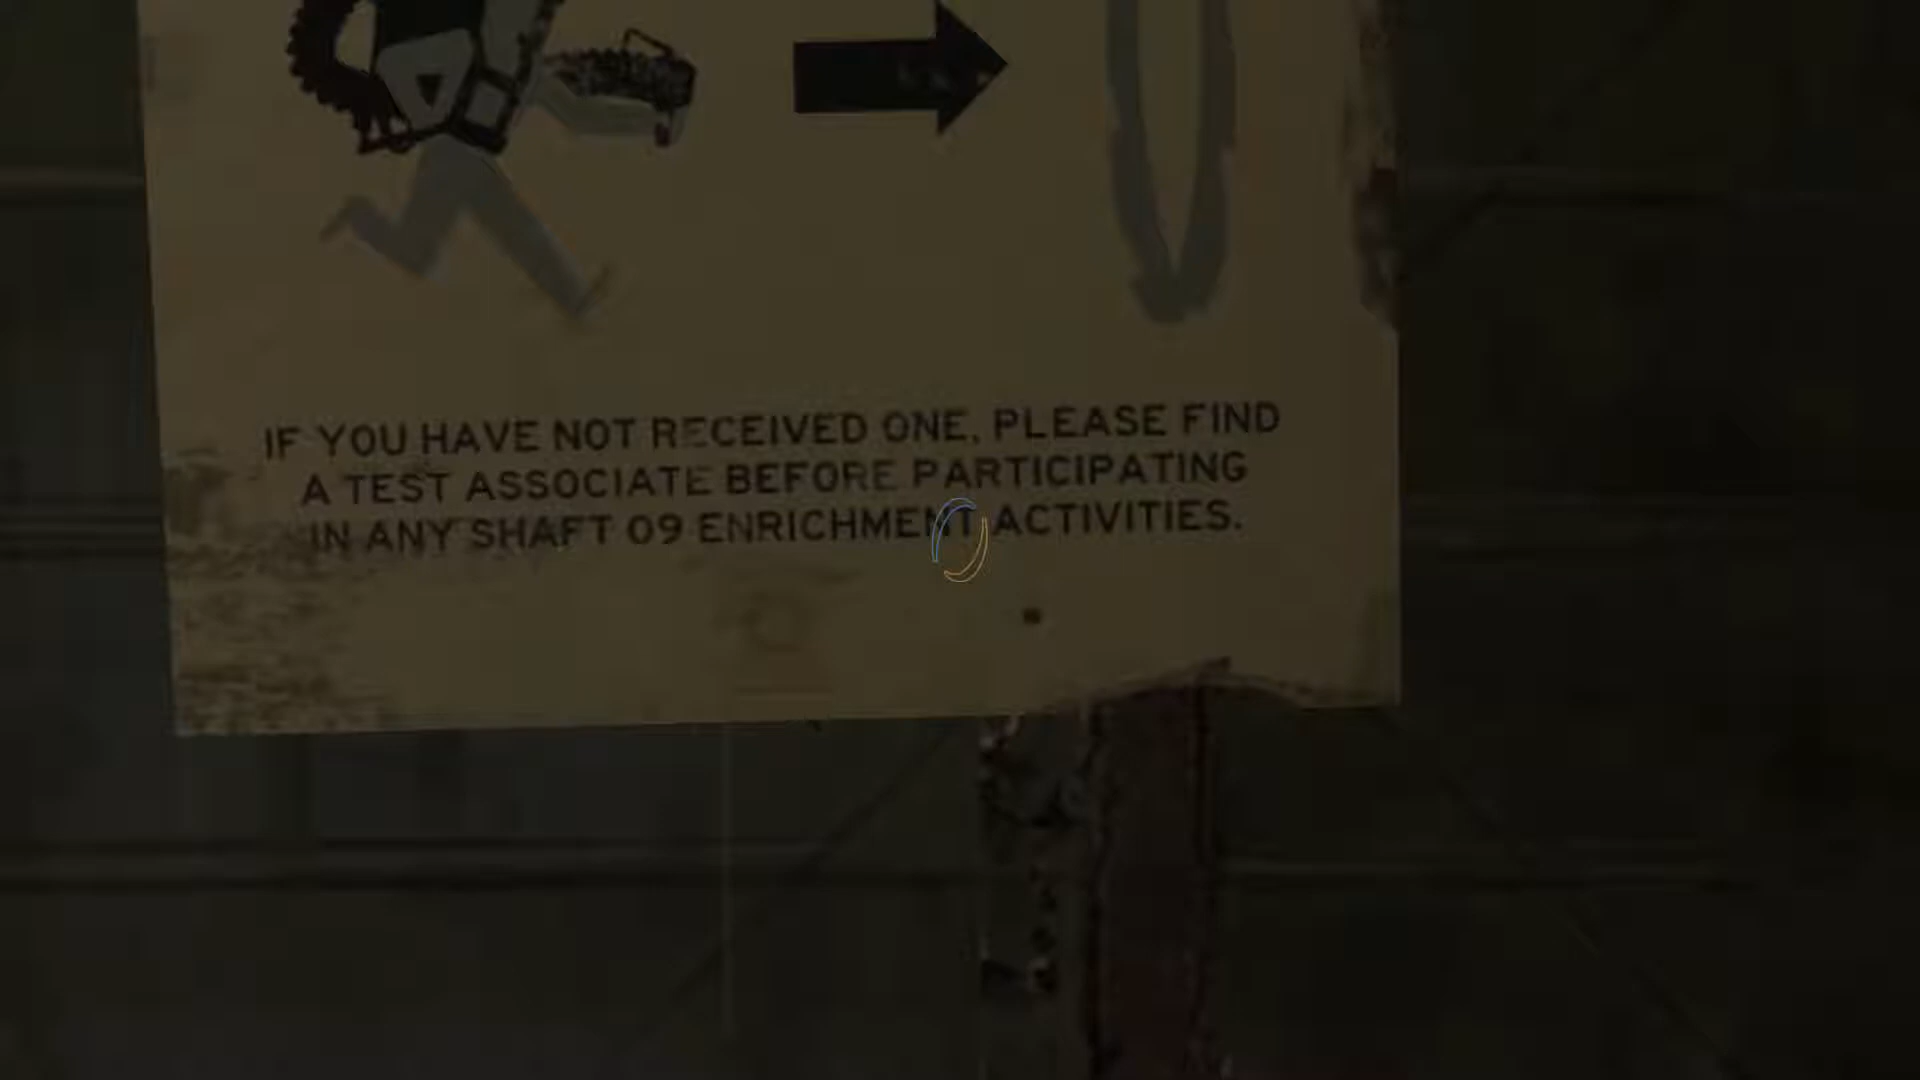 IF YOU HAVE NOT RECEIVED ONE, PLEASE FIND
A TEST ASSOCIATE BEFORE PARTICIPATING
IN ANY SHAFT 09 ENRICHMENT ACTIVITIES.